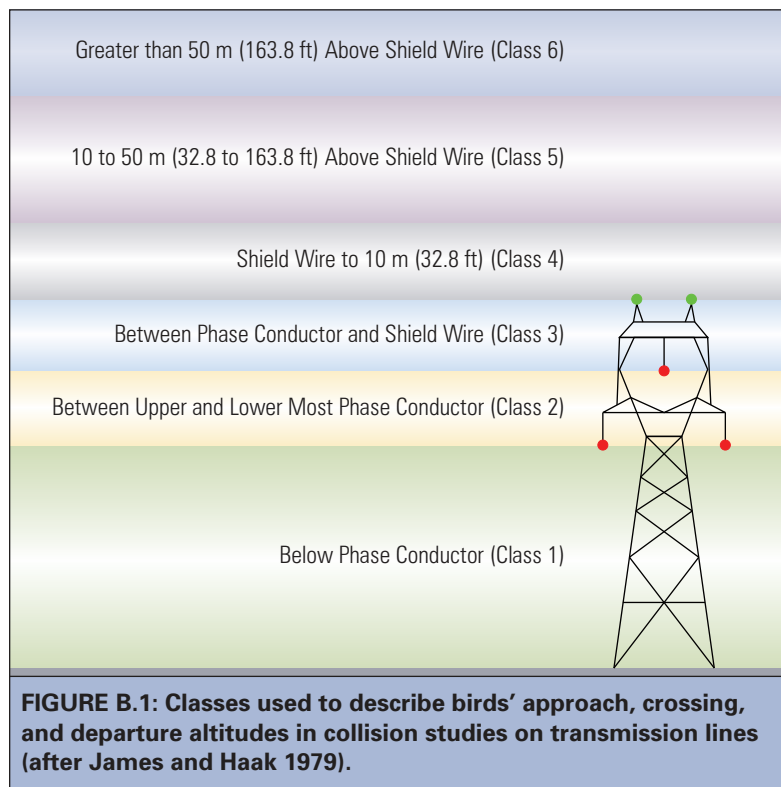 Greater than 50 m (163.8 ft) Above Shield Wire (Class 6)
10 to 50 m (32.8 to 163.8 ft) Above Shield Wire (Class 5)
Shield Wire to 10 m (32.8 ft) (Class 4)
Between Phase Conductor and Shield Wire (Class 3)
Between Upper and Lower Most Phase Conductor (Class 2)
Below Phase Conductor (Class 1)
FIGURE B.1: Classes used to describe birds’ approach, crossing,
and departure altitudes in collision studies on transmission lines
(after James and Haak 1979).